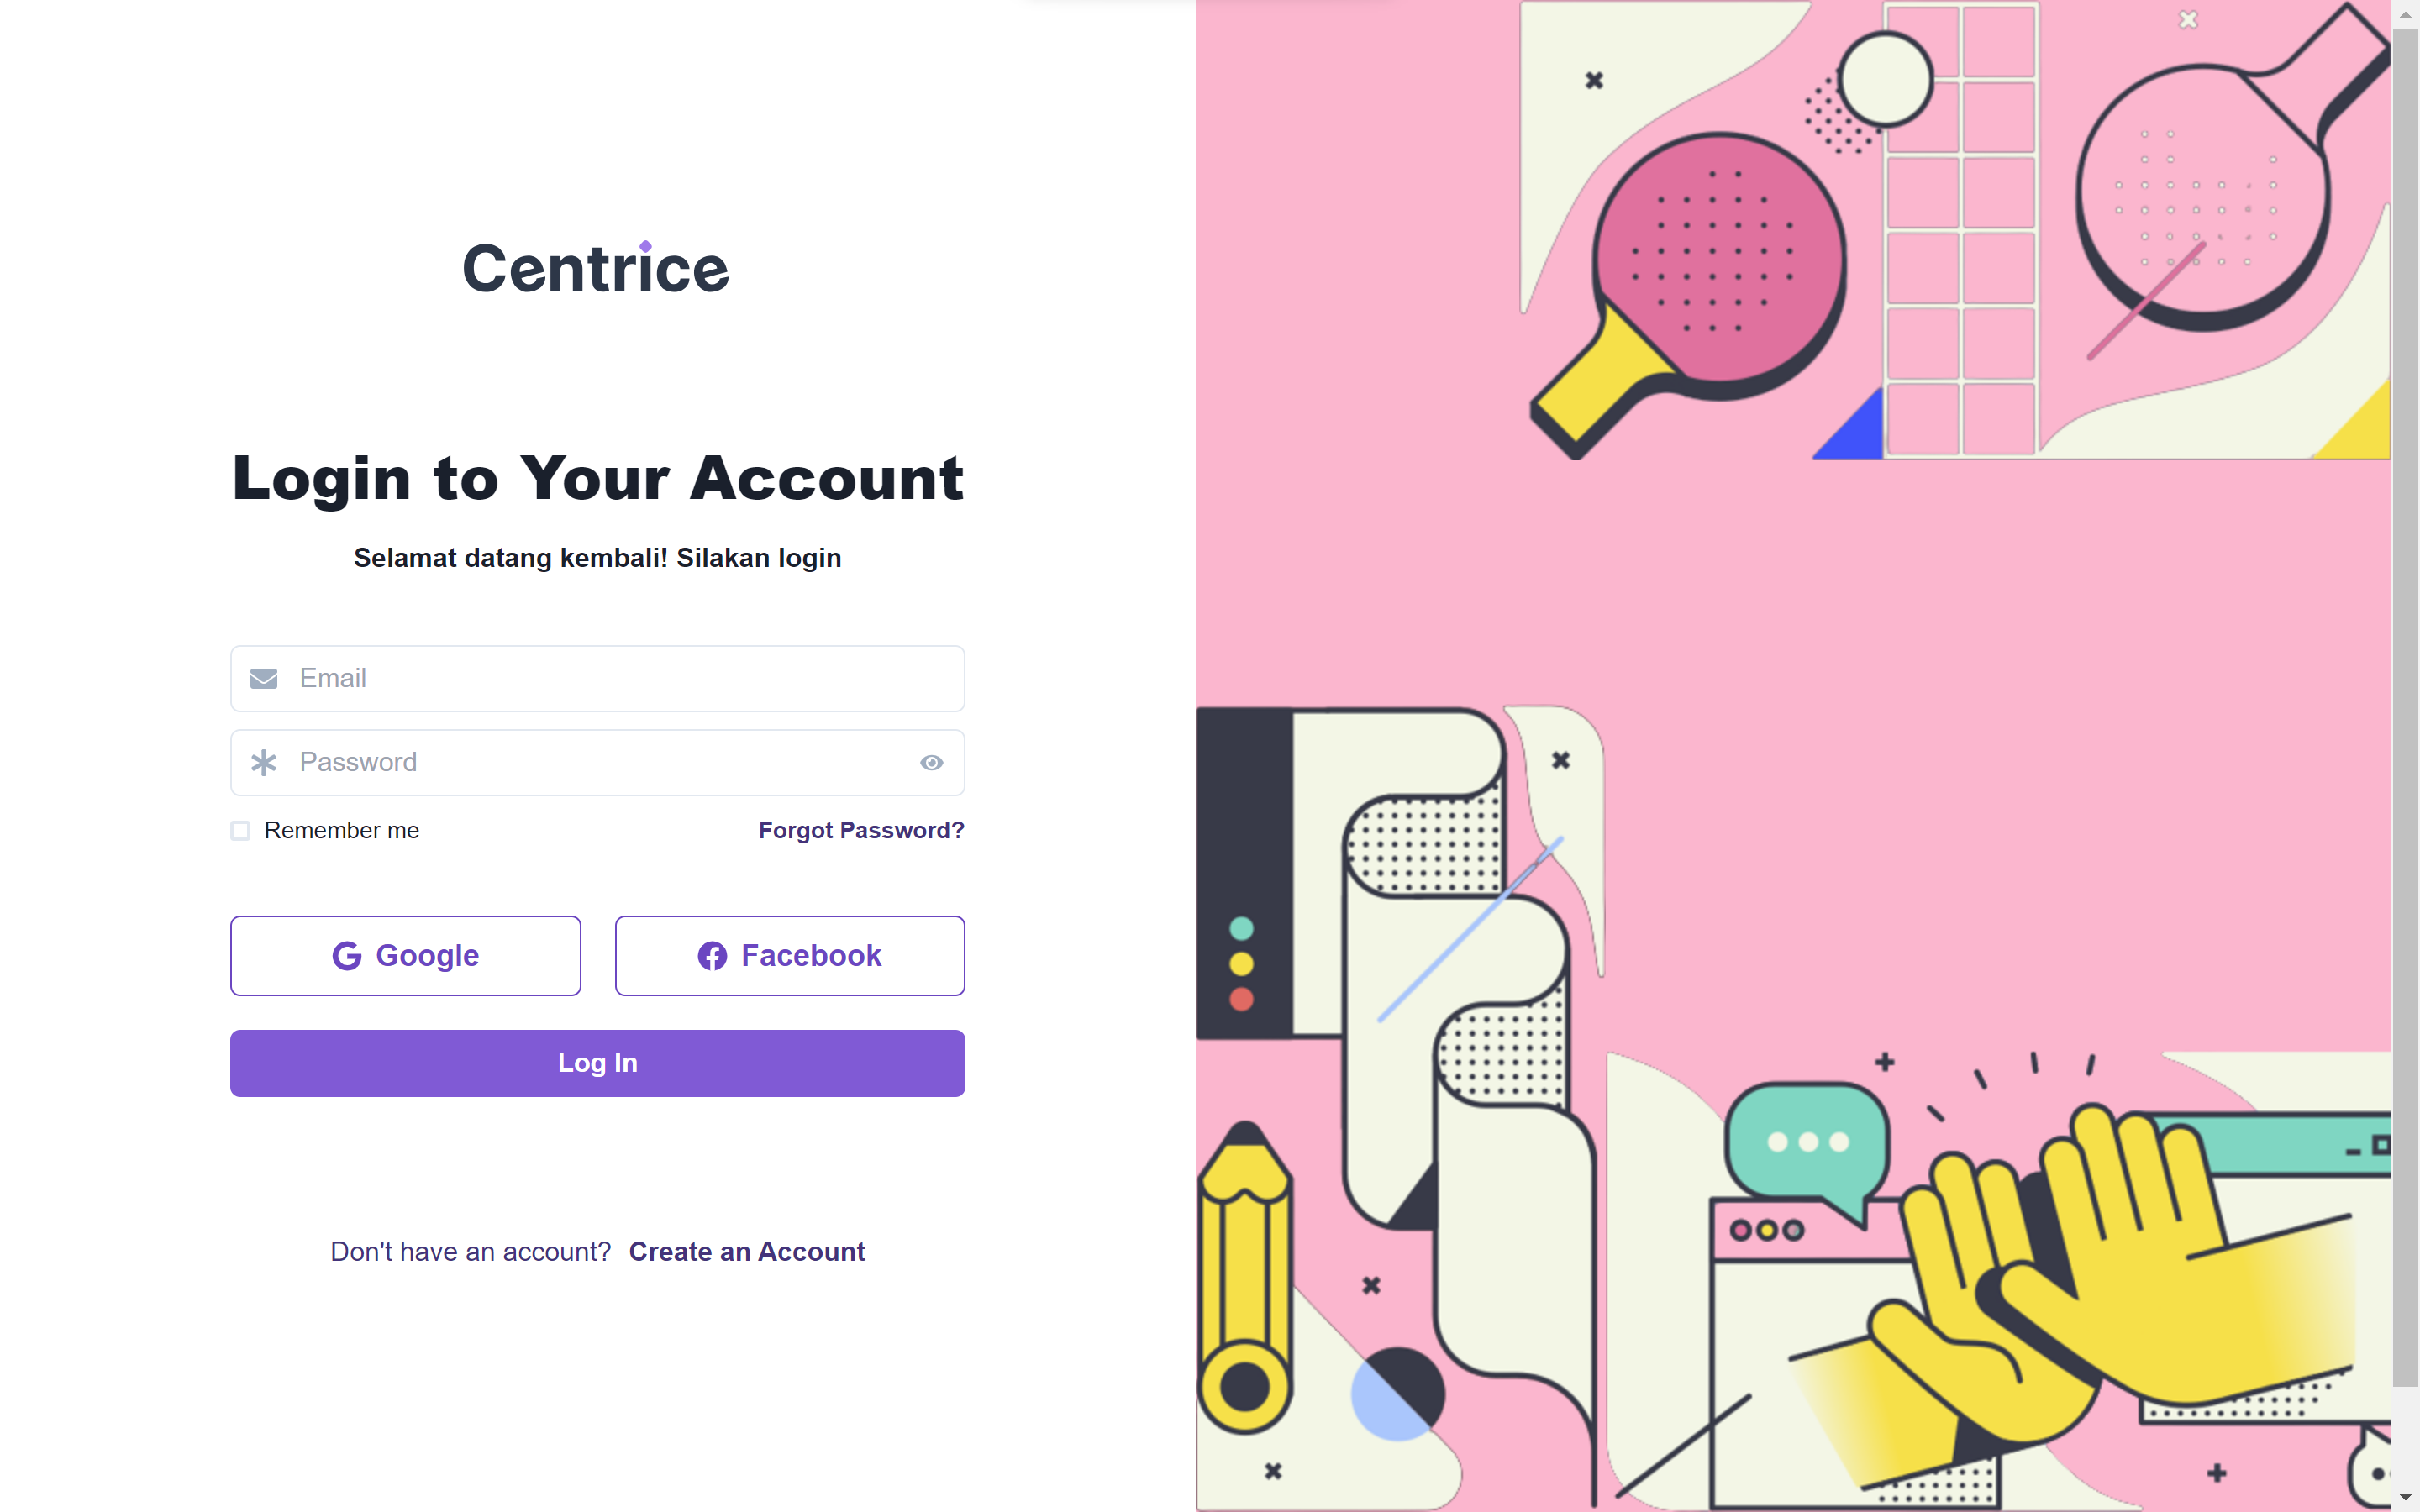 Centrice
Login to Your Account
Selamat datang kembali! Silakan login
Email
Password
Remember me
Forgot Password?
Google
Facebook
Log In
Don't have an account? Create an Account